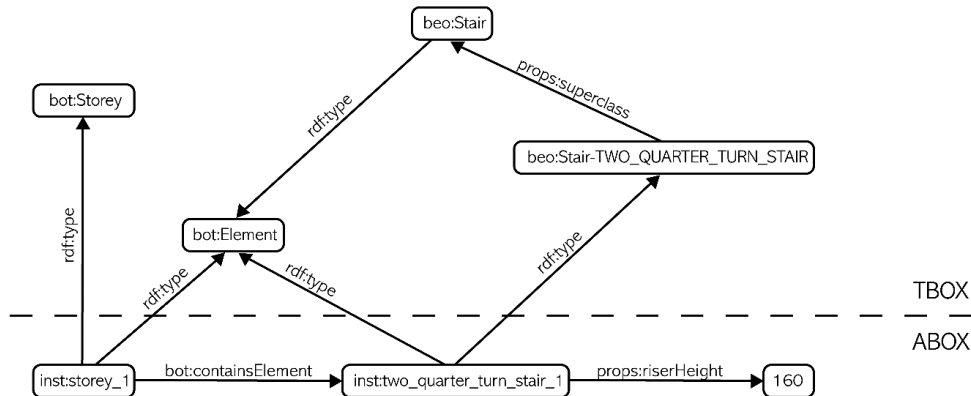 beo:Stair
props:superclass
rdf:type
bot:Storey
beo:Stair-TWO_QUARTER_TURN_STAIR
rdf:type
bot:Element
rdf:type
rdf:type
rdf:type
TBOX
ABOX
inst:storey_1
bot:containsElement
inst:two_quarter_turn_stair_1
props:riserHeight
160